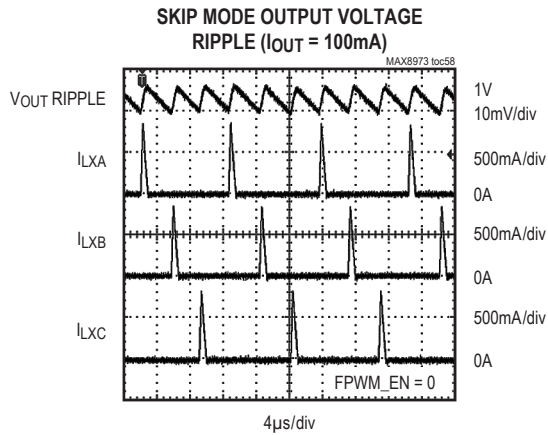 SKIP MODE OUTPUT VOLTAGE
RIPPLE (IOUT = 100mA)
MAX8973 toc58
T
VOUT RIPPLE
1V
10mV/div
ILXA
500mA/div
0A
ILXB
500mA/div
0A
ILXC
500mA/div
0A
FPWM_EN = 0
4µs/div